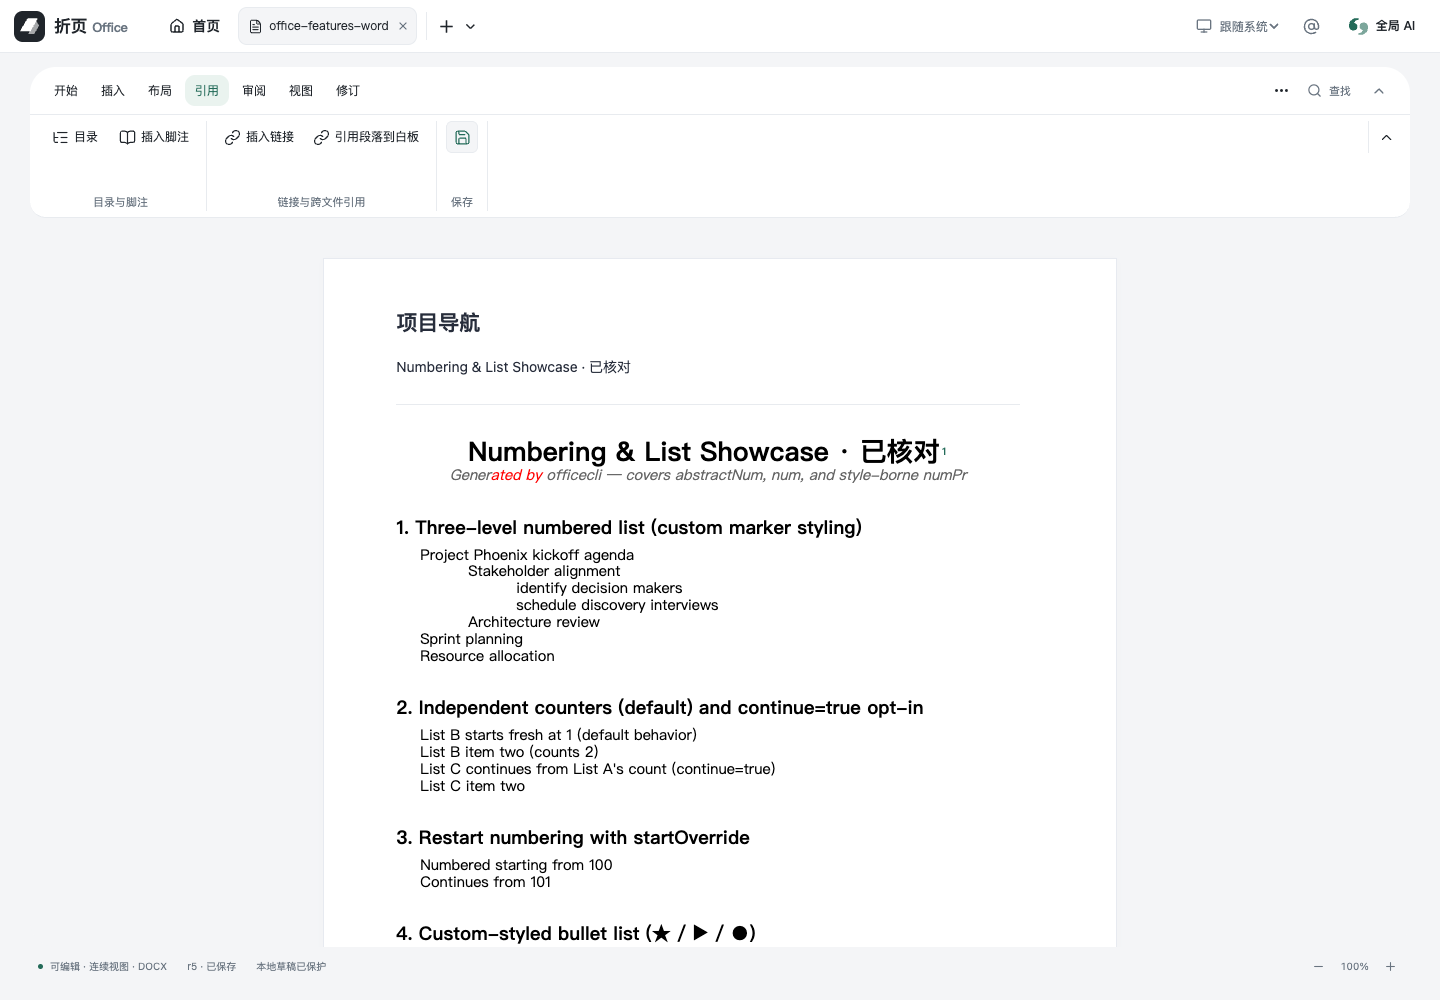 折页 Office
首页
office-features-word
跟随系统
全局 AI
开始 插入 布局 引用 审阅 视图 修订
查找
目录 插入脚注
目录与脚注
插入链接 引用段落到白板
链接与跨文件引用
保存
项目导航
Numbering & List Showcase · 已核对
Numbering & List Showcase · 已核对1
Generated by officecli — covers abstractNum, num, and style-borne numPr
1. Three-level numbered list (custom marker styling)
Project Phoenix kickoff agenda
Stakeholder alignment
identify decision makers
schedule discovery interviews
Architecture review
Sprint planning
Resource allocation
2. Independent counters (default) and continue=true opt-in
List B starts fresh at 1 (default behavior)
List B item two (counts 2)
List C continues from List A's count (continue=true)
List C item two
3. Restart numbering with startOverride
Numbered starting from 100
Continues from 101
4. Custom-styled bullet list (★ / ▶ / ●)
可编辑 · 连续视图 · DOCX r5 · 已保存 本地草稿已保护
100%